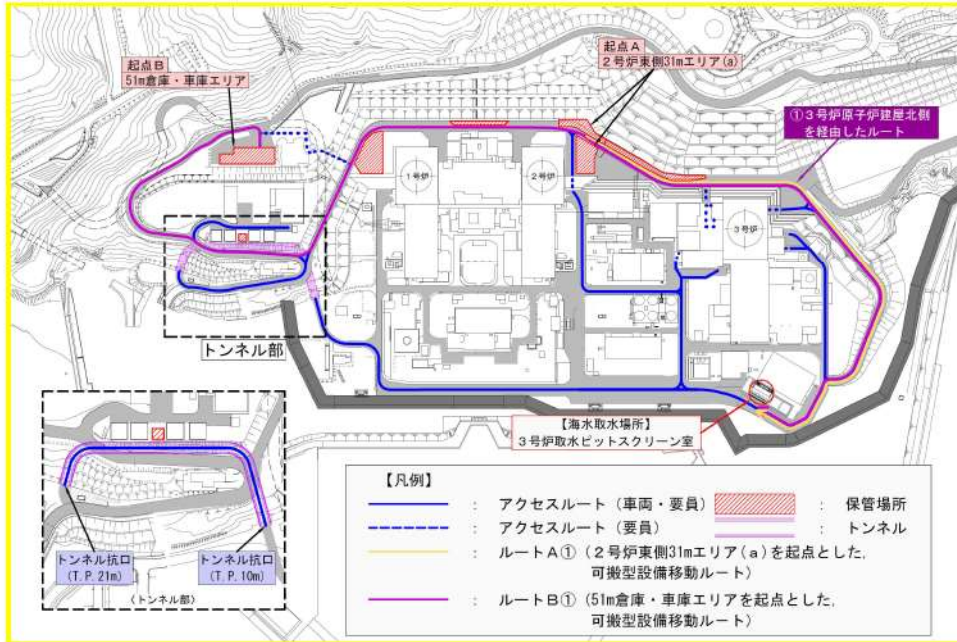 起点B
51m倉庫・車庫エリア
起点A
2号炉東側31mエリア(a)
①3号炉原子炉建屋北側
を経由したルート
1号炉
2号炉
3号炉
トンネル部
【海水取水場所】
3号炉取水ピットスクリーン室
トンネル坑口
(T.P.21m)
トンネル坑口
(T.P.10m)
〈トンネル部〉
【凡例】
: アクセスルート(車両・要員)
: 保管場所
: アクセスルート(要員)
: トンネル
: ルートA①(2号炉東側31mエリア(a)を起点とした,
可搬型設備移動ルート)
: ルートB①(51m倉庫・車庫エリアを起点とした,
可搬型設備移動ルート)